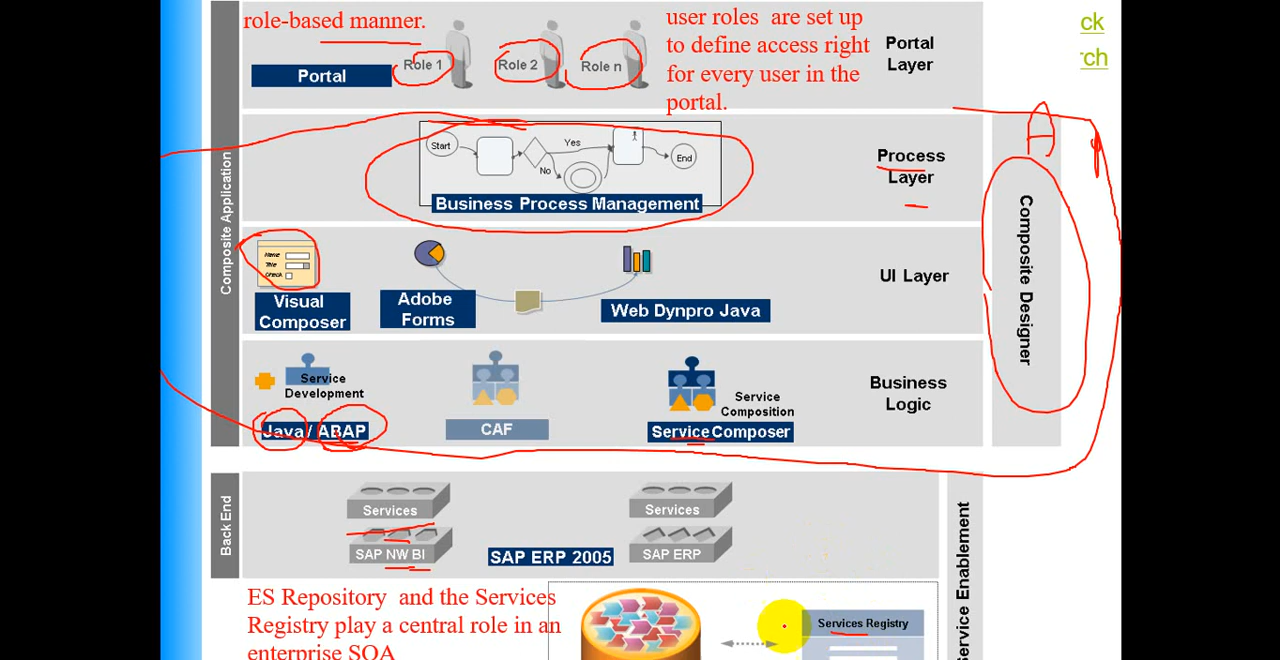 role-based manner.
user roles are set up
to define access right
for every user in the
portal.
ck
rch
Portal
Role 1
Role 2
Role n
Portal
Layer
Composite Application
Start
Yes
No
End
Business Process Management
Process
Layer
Composite Designer
Name
Title
Check
Visual
Composer
Adobe
Forms
Web Dynpro Java
UI Layer
Service
Development
Java/ ABAP
CAF
Service
Composition
Service Composer
Business
Logic
Back End
Services
SAP NW BI
SAP ERP 2005
Services
SAP ERP
Service Enablement
ES Repository and the Services
Registry play a central role in an
enterprise SOA
Services Registry